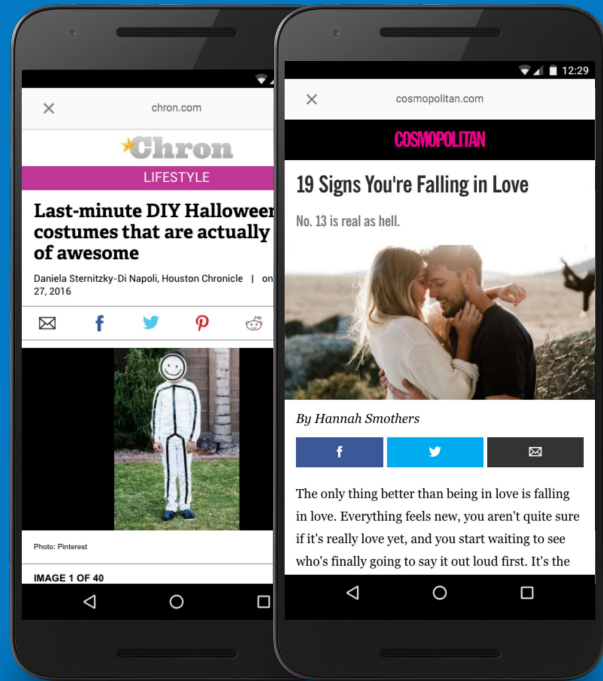 chron.com
Chron
LIFESTYLE
Last-minute DIY Hallowee
costumes that are actually
of awesome
Daniela Sternitzky-Di Napoli, Houston Chronicle | on
27, 2016
Photo: Pinterest
IMAGE 1 OF 40
12:29
cosmopolitan.com
COSMOPOLITAN
19 Signs You're Falling in Love
No. 13 is real as hell.
By Hannah Smothers
The only thing better than being in love is falling
in love. Everything feels new, you aren't quite sure
if it's really love yet, and you start waiting to see
who's finally going to say it out loud first. It's the